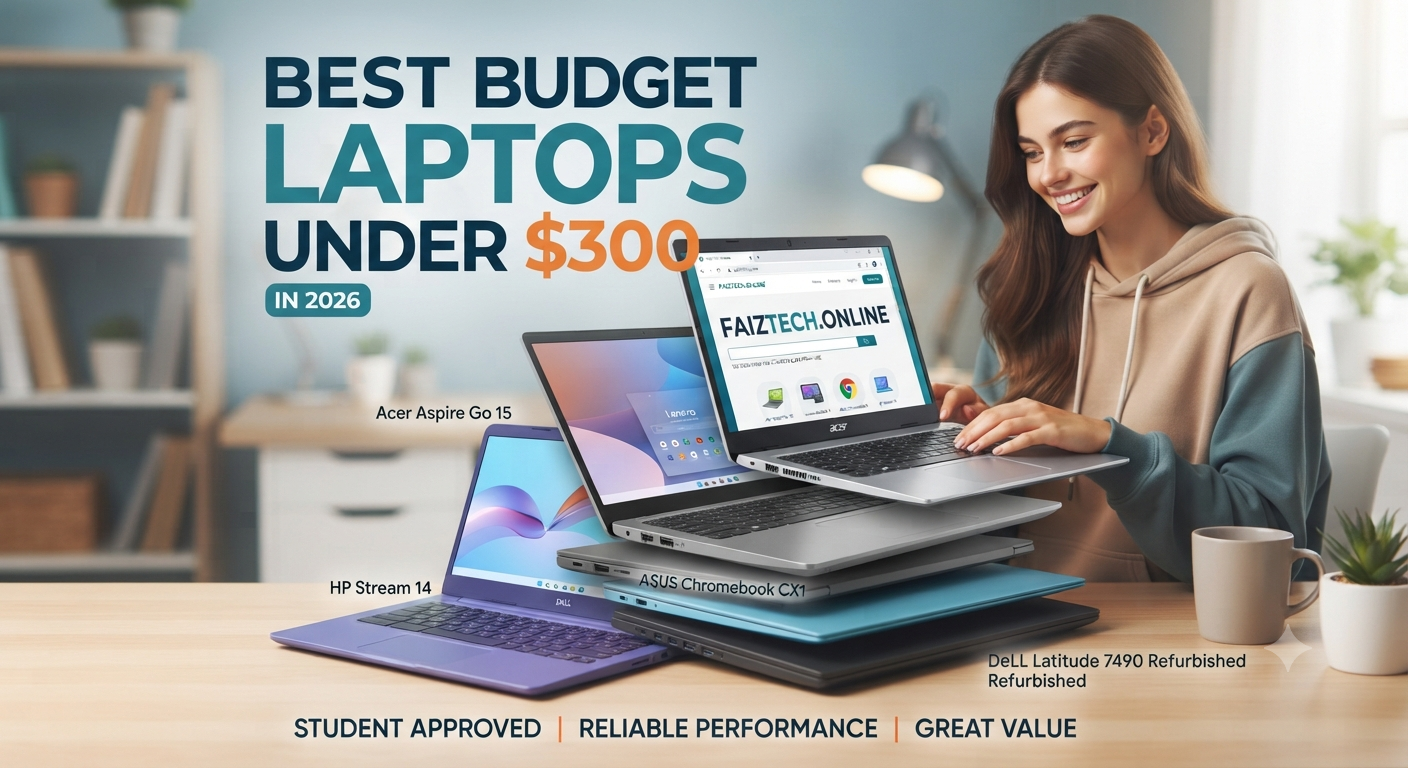 BEST BUDGET
LAPTOPS
UNDER $300
IN 2026
FAIZTECH.ONLINE
acer
Acer Aspire Go 15
HP Stream 14
ASUS Chromebook CX1
DeLL Latitude 7490 Refurbished
Refurbished
STUDENT APPROVED | RELIABLE PERFORMANCE | GREAT VALUE